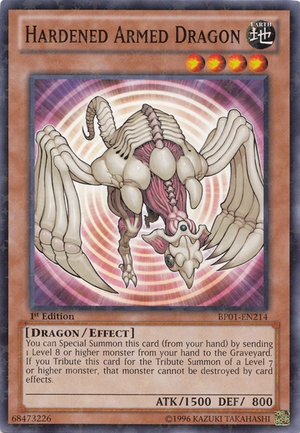 HARDENED ARMED DRAGON
EARTH
地
1st Edition
BP01-EN214
[DRAGON / EFFECT]
You can Special Summon this card (from your hand) by sending
1 Level 8 or higher monster from your hand to the Graveyard.
If you Tribute this card for the Tribute Summon of a Level 7
or higher monster, that monster cannot be destroyed by card
effects.
ATK/1500 DEF/ 800
68473226
©1996 KAZUKI TAKAHASHI